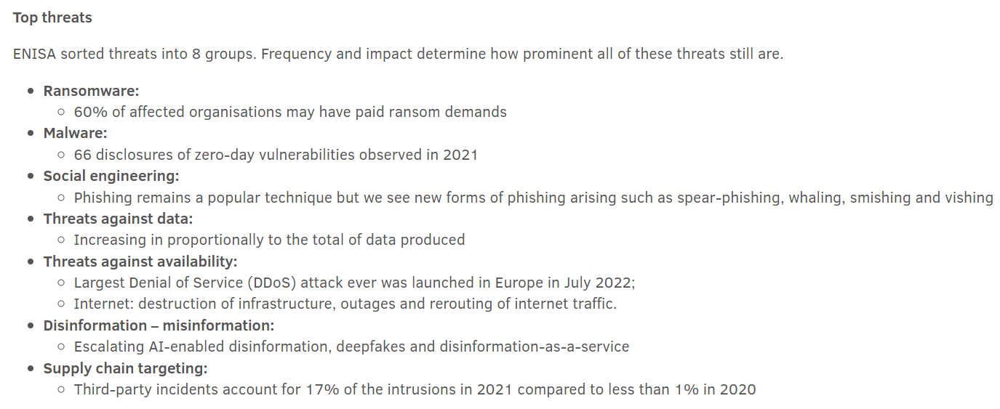 Top threats
ENISA sorted threats into 8 groups. Frequency and impact determine how prominent all of these threats still are.
• Ransomware:
○ 60% of affected organisations may have paid ransom demands
• Malware:
○ 66 disclosures of zero-day vulnerabilities observed in 2021
• Social engineering:
○ Phishing remains a popular technique but we see new forms of phishing arising such as spear-phishing, whaling, smishing and vishing
• Threats against data:
○ Increasing in proportionally to the total of data produced
• Threats against availability:
○ Largest Denial of Service (DDoS) attack ever was launched in Europe in July 2022;
○ Internet: destruction of infrastructure, outages and rerouting of internet traffic.
• Disinformation – misinformation:
○ Escalating AI-enabled disinformation, deepfakes and disinformation-as-a-service
• Supply chain targeting:
○ Third-party incidents account for 17% of the intrusions in 2021 compared to less than 1% in 2020